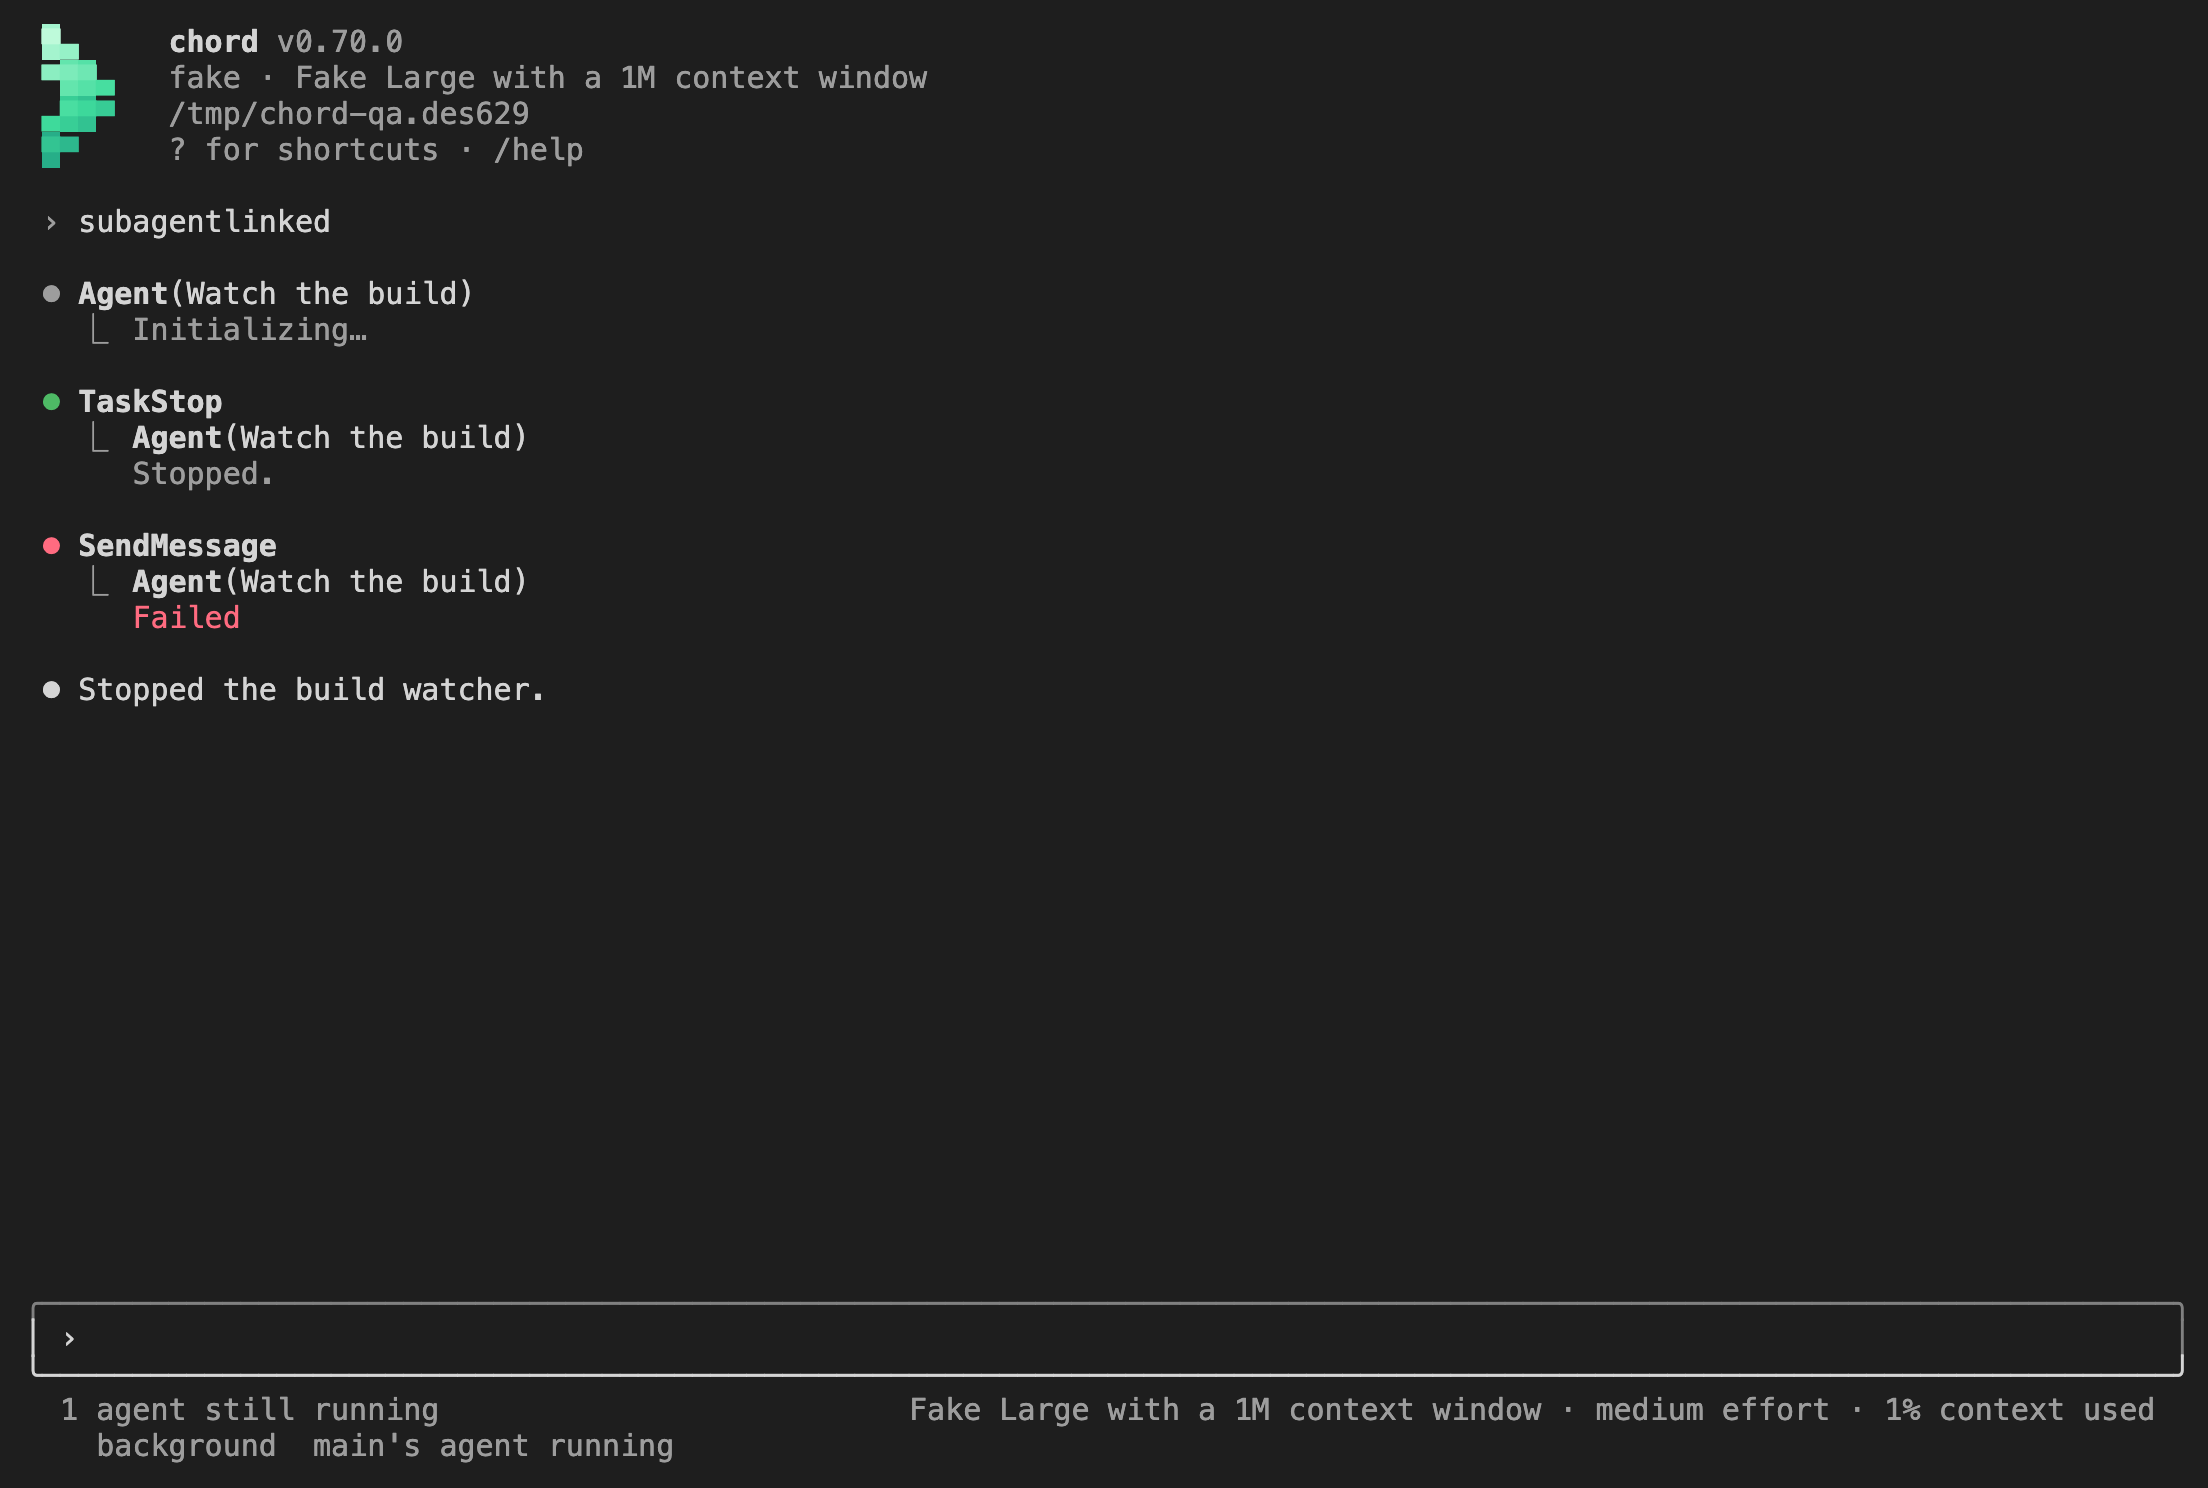 chord v0.70.0
fake · Fake Large with a 1M context window
/tmp/chord-qa.des629
? for shortcuts · /help
› subagentlinked
● Agent(Watch the build)
⎿ Initializing…
● TaskStop
⎿ Agent(Watch the build)
Stopped.
● SendMessage
⎿ Agent(Watch the build)
Failed
● Stopped the build watcher.
›
1 agent still running Fake Large with a 1M context window · medium effort · 1% context used
background main's agent running